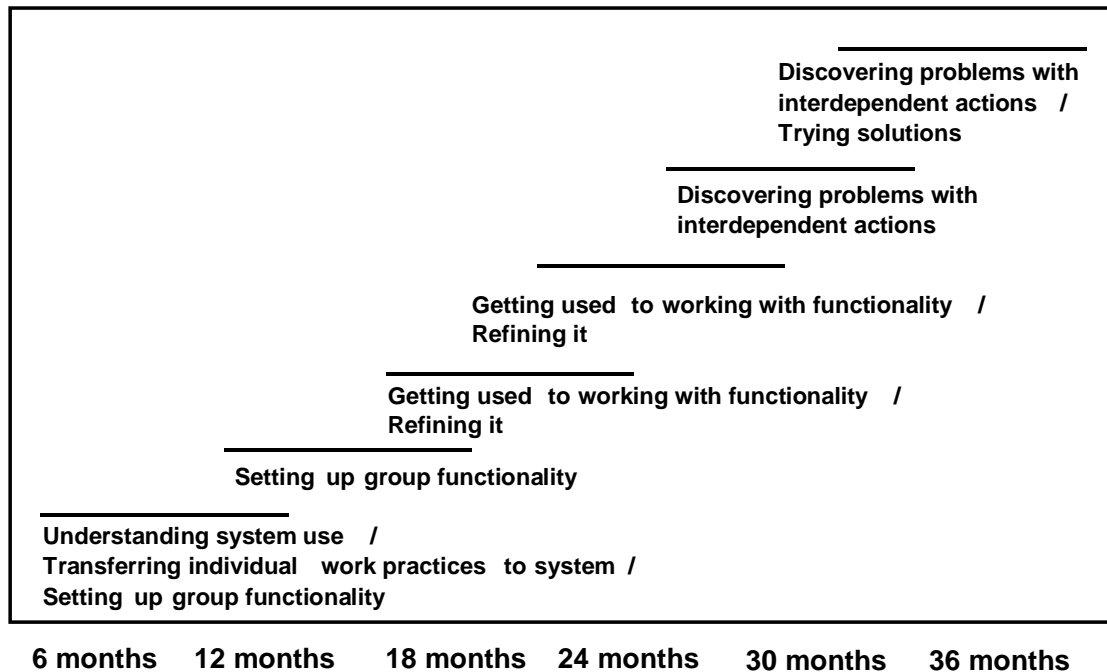 Discovering problems with
interdependent actions /
Trying solutions
Discovering problems with
interdependent actions
Getting used to working with functionality /
Refining it
Getting used to working with functionality /
Refining it
Setting up group functionality
Understanding system use /
Transferring individual work practices to system /
Setting up group functionality
6 months 12 months 18 months 24 months 30 months 36 months